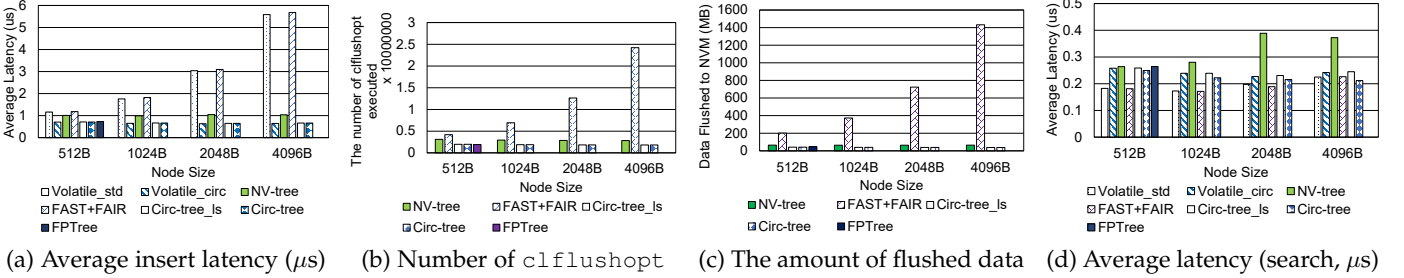 Average Latency (us)
6
5
4
3
2
1
0
512B 1024B 2048B 4096B
Node Size
Volatile_std Volatile_circ NV-tree
FAST+FAIR Circ-tree_ls Circ-tree
FPTree
(a) Average insert latency (μs)
The number of clflushopt
executed
x 10000000
3
2.5
2
1.5
1
0.5
0
512B 1024B 2048B 4096B
Node Size
NV-tree FAST+FAIR Circ-tree_ls
Circ-tree FPTree
(b) Number of clflushopt
Data Flushed to NVM (MB)
1600
1400
1200
1000
800
600
400
200
0
512B 1024B 2048B 4096B
Node Size
NV-tree FAST+FAIR Circ-tree_ls
Circ-tree FPTree
(c) The amount of flushed data
Average Latency (us)
0.5
0.4
0.3
0.2
0.1
0
512B 1024B 2048B 4096B
Node Size
Volatile_std Volatile_circ NV-tree
FAST+FAIR Circ-tree_ls Circ-tree
FPTree
(d) Average latency (search, μs)